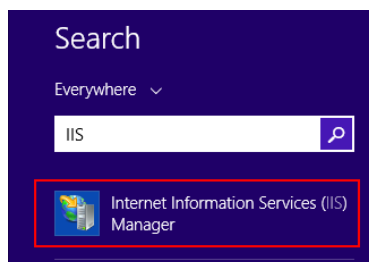 Search
Everywhere
IIS
Internet Information Services (IIS)
Manager